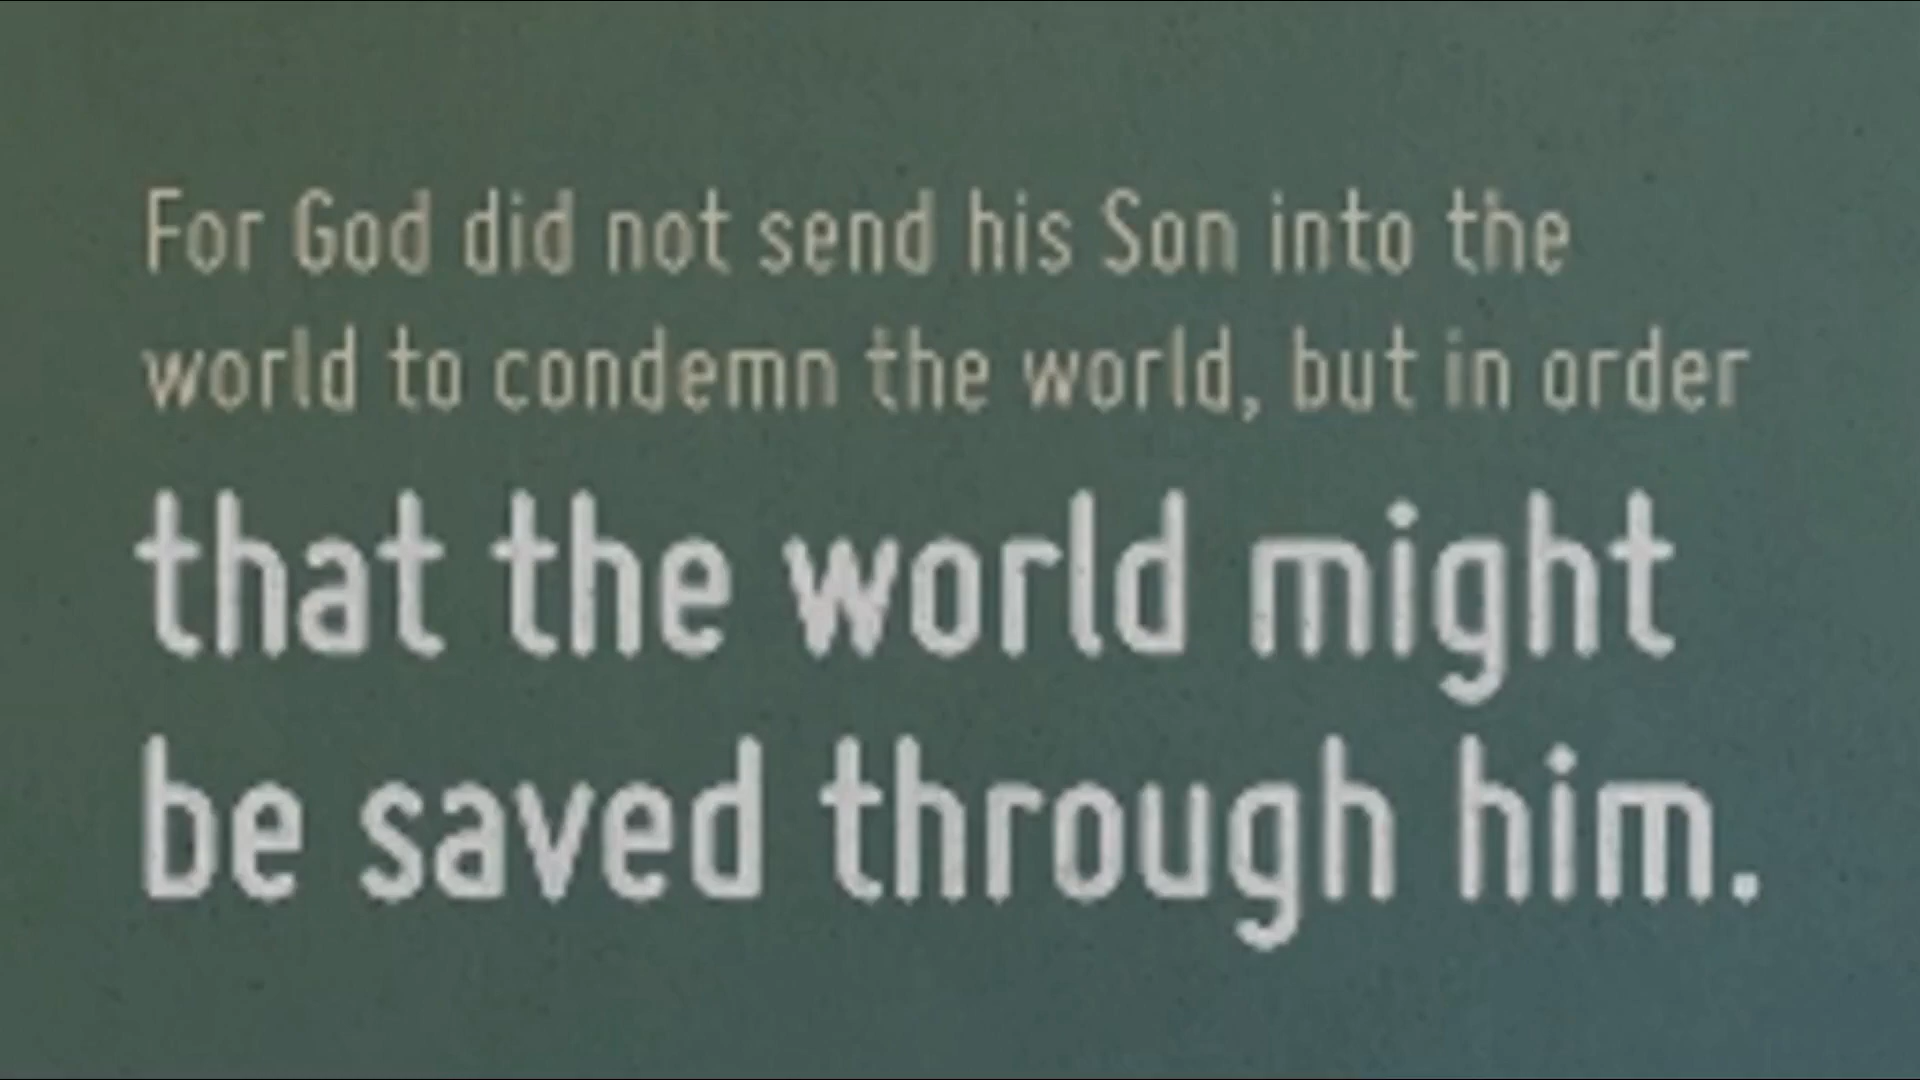 For God did not send his Son into the
world to condemn the world, but in order
that the world might
be saved through him.